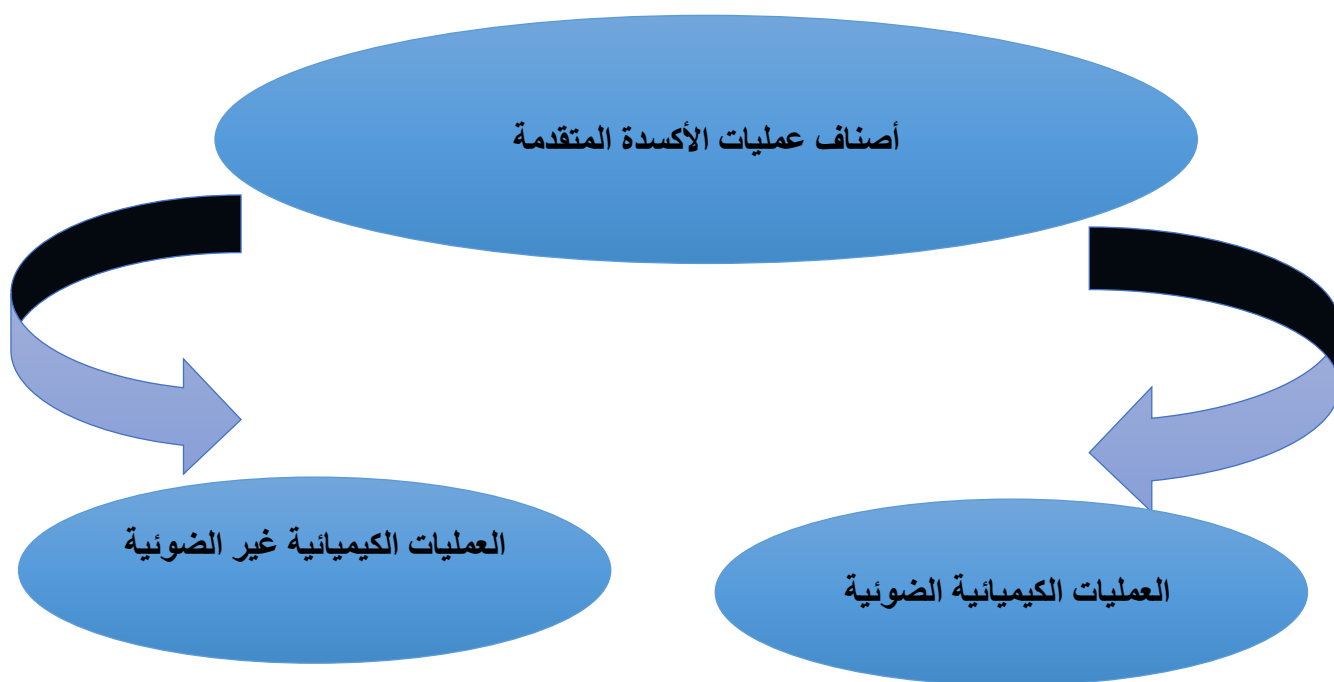 أصناف عمليات الأكسدة المتقدمة
العمليات الكيميائية الضوئية
العمليات الكيميائية غير الضوئية